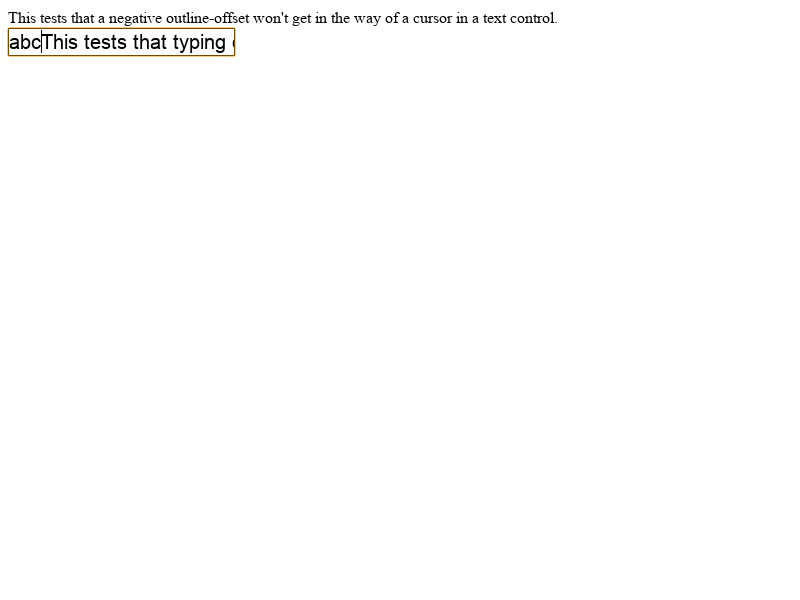 This tests that a negative outline-offset won't get in the way of a cursor in a text control.
abcThis tests that typing